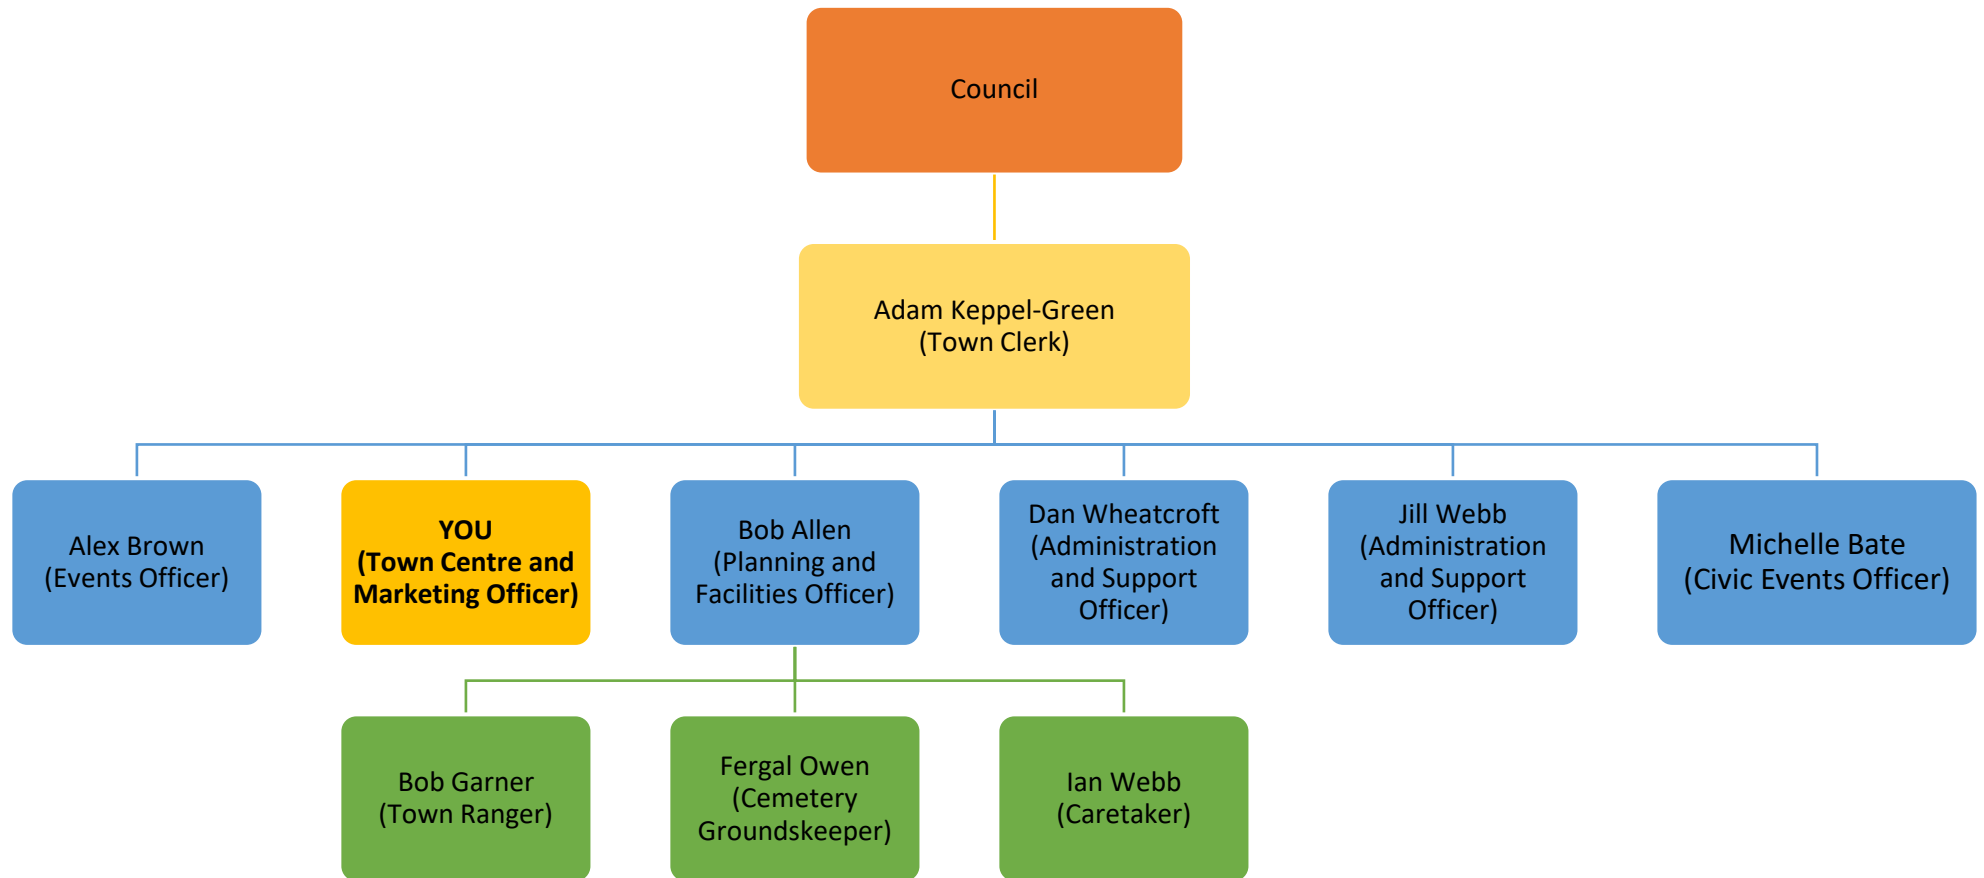 Council
Adam Keppel-Green
(Town Clerk)
Alex Brown
(Events Officer)
YOU
(Town Centre and
Marketing Officer)
Bob Allen
(Planning and
Facilities Officer)
Dan Wheatcroft
(Administration
and Support
Officer)
Jill Webb
(Administration
and Support
Officer)
Michelle Bate
(Civic Events Officer)
Bob Garner
(Town Ranger)
Fergal Owen
(Cemetery
Groundskeeper)
Ian Webb
(Caretaker)